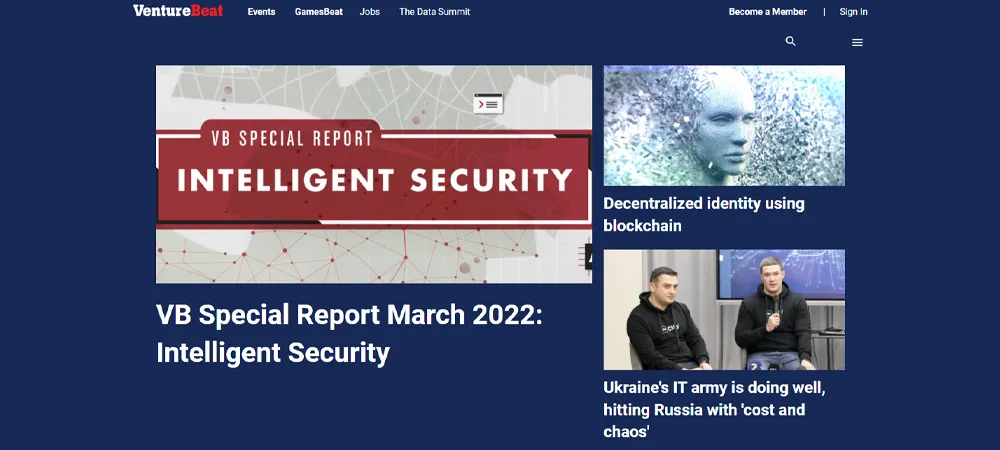 VentureBeat
Events
GamesBeat
Jobs
The Data Summit
Become a Member
|
Sign In
VB SPECIAL REPORT
INTELLIGENT SECURITY
VB Special Report March 2022:
Intelligent Security
Decentralized identity using
blockchain
Ukraine's IT army is doing well,
hitting Russia with 'cost and
chaos'